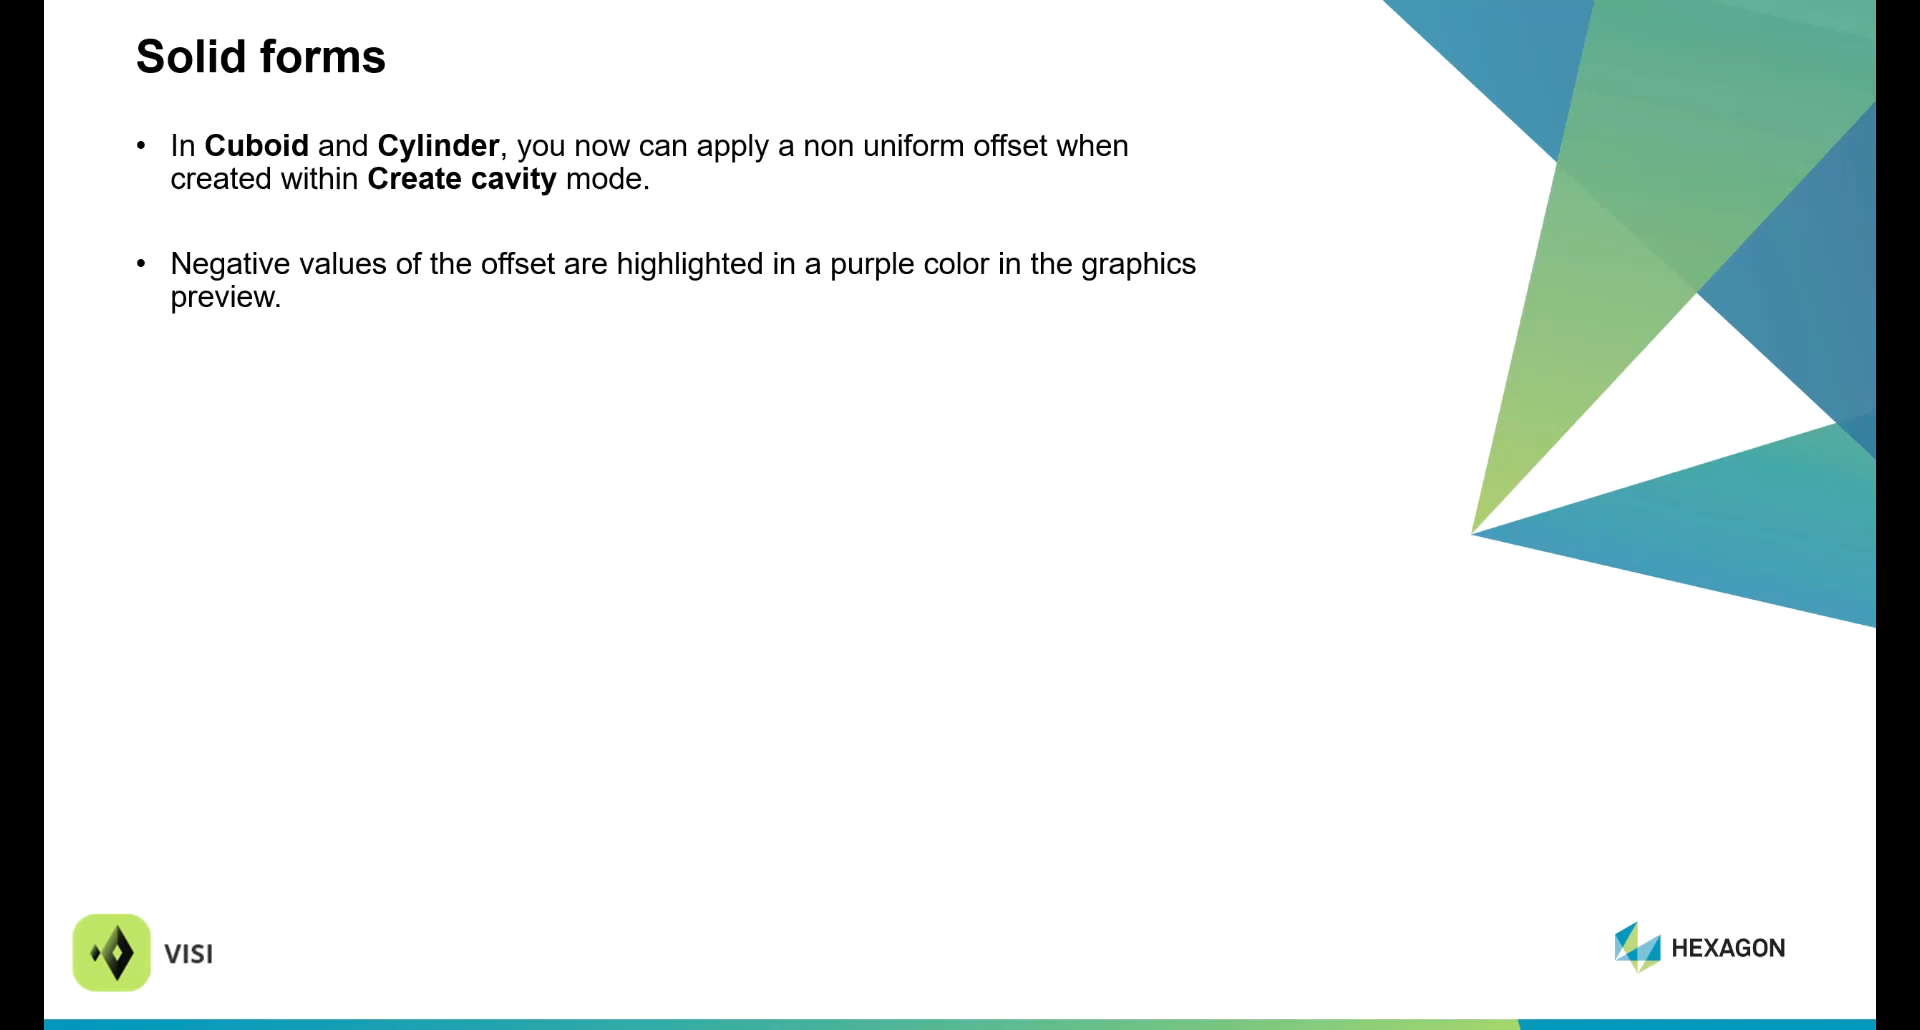 Solid forms
• In Cuboid and Cylinder, you now can apply a non uniform offset when
created within Create cavity mode.
• Negative values of the offset are highlighted in a purple color in the graphics
preview.
VISI
HEXAGON